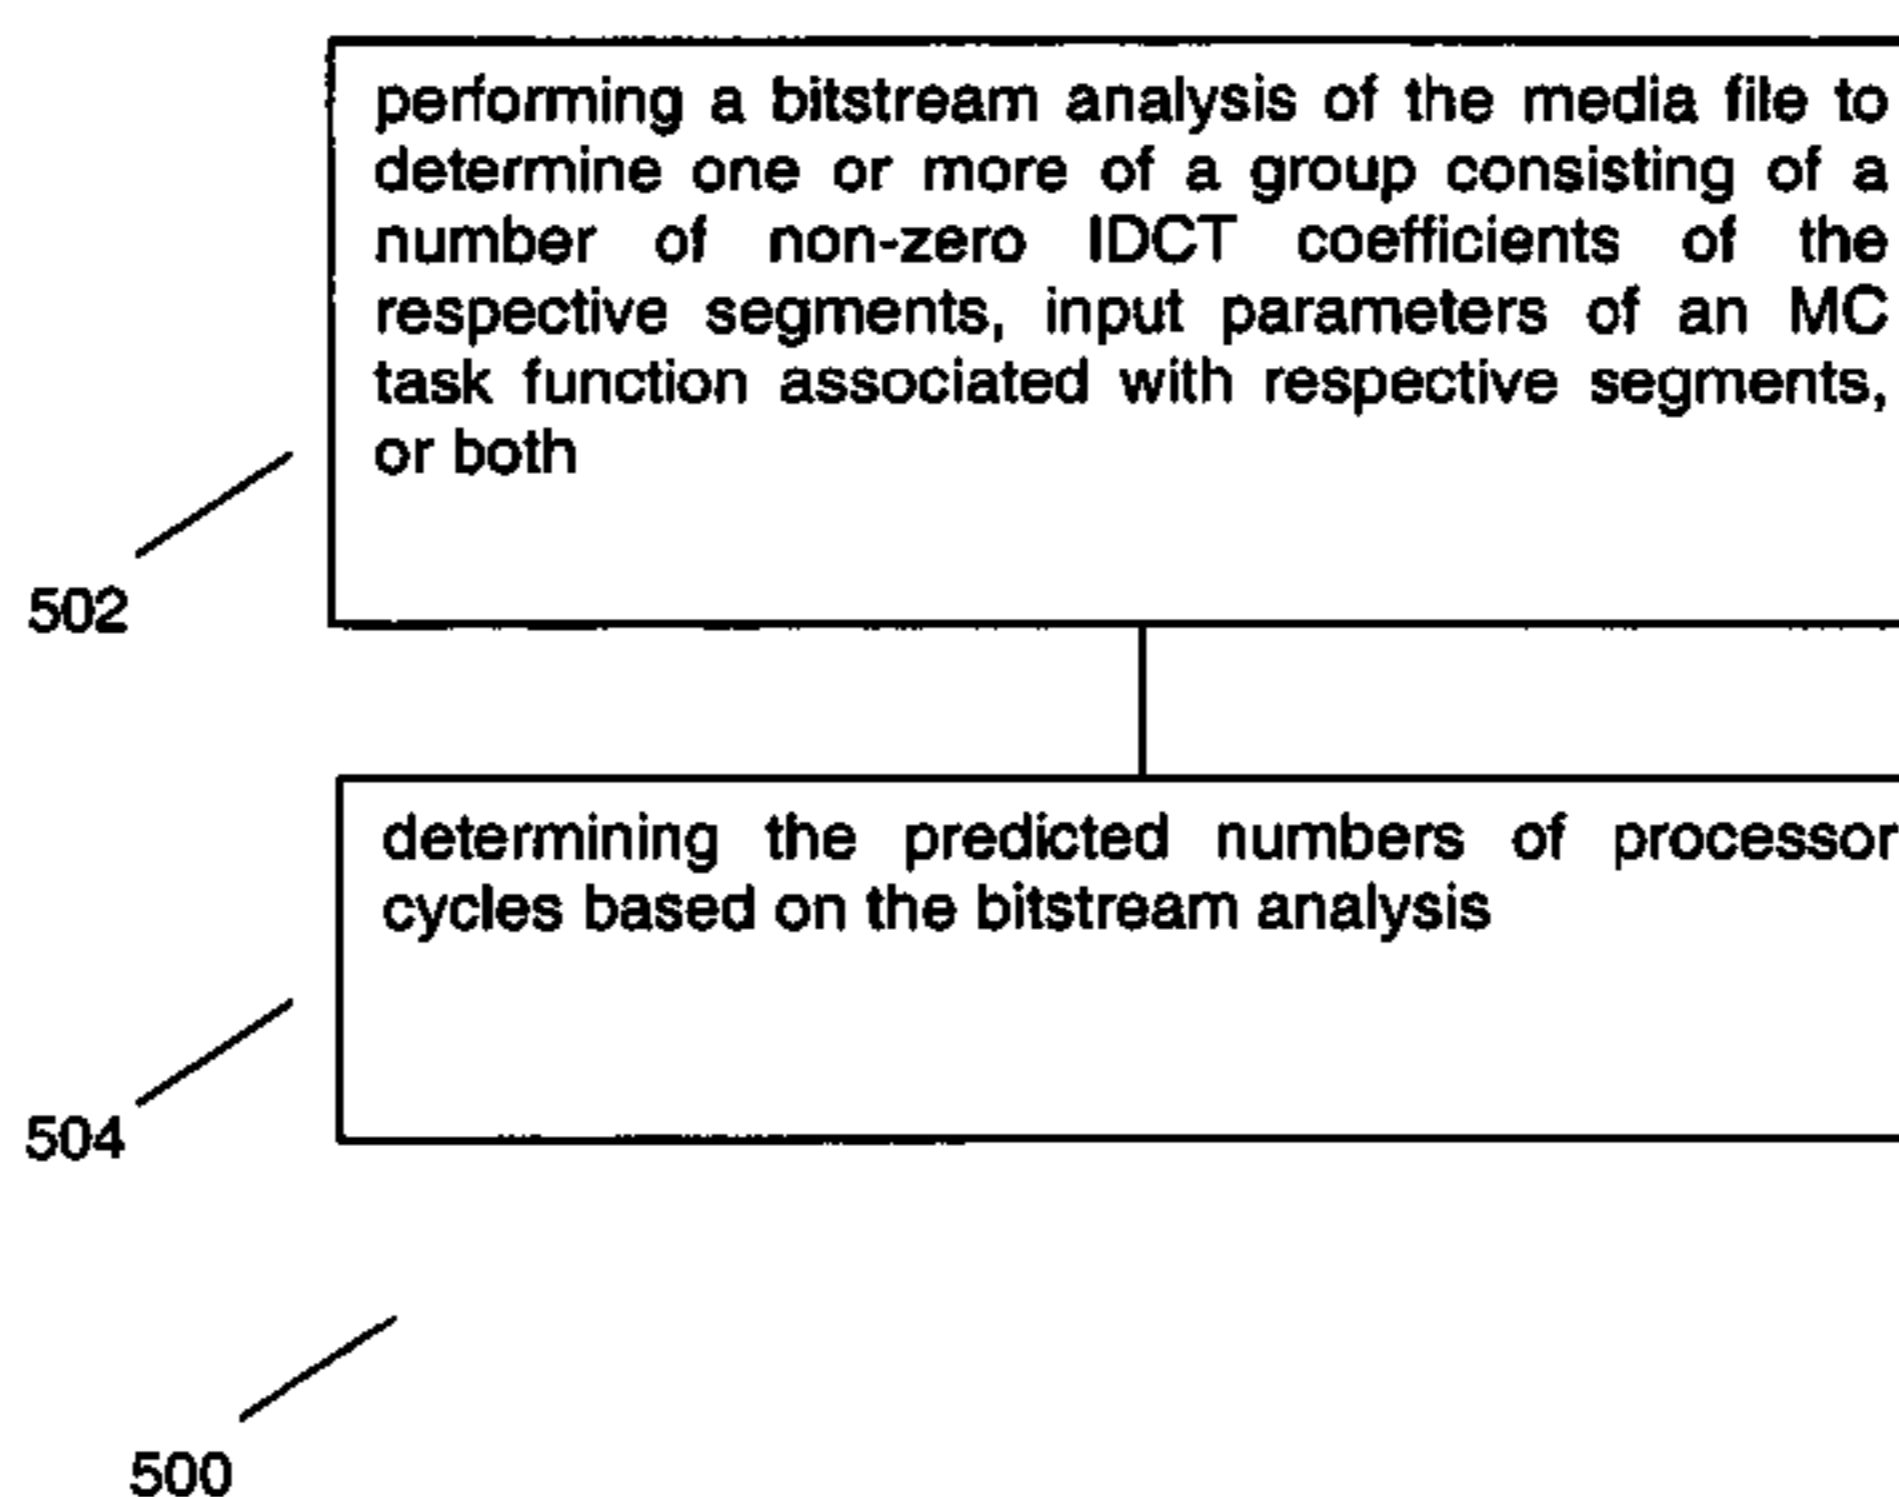 performing a bitstream analysis of the media file to
determine one or more of a group consisting of a
number of non-zero IDCT coefficients of the
respective segments, input parameters of an MC
task function associated with respective segments,
or both
502
determining the predicted numbers of processor
cycles based on the bitstream analysis
504
500